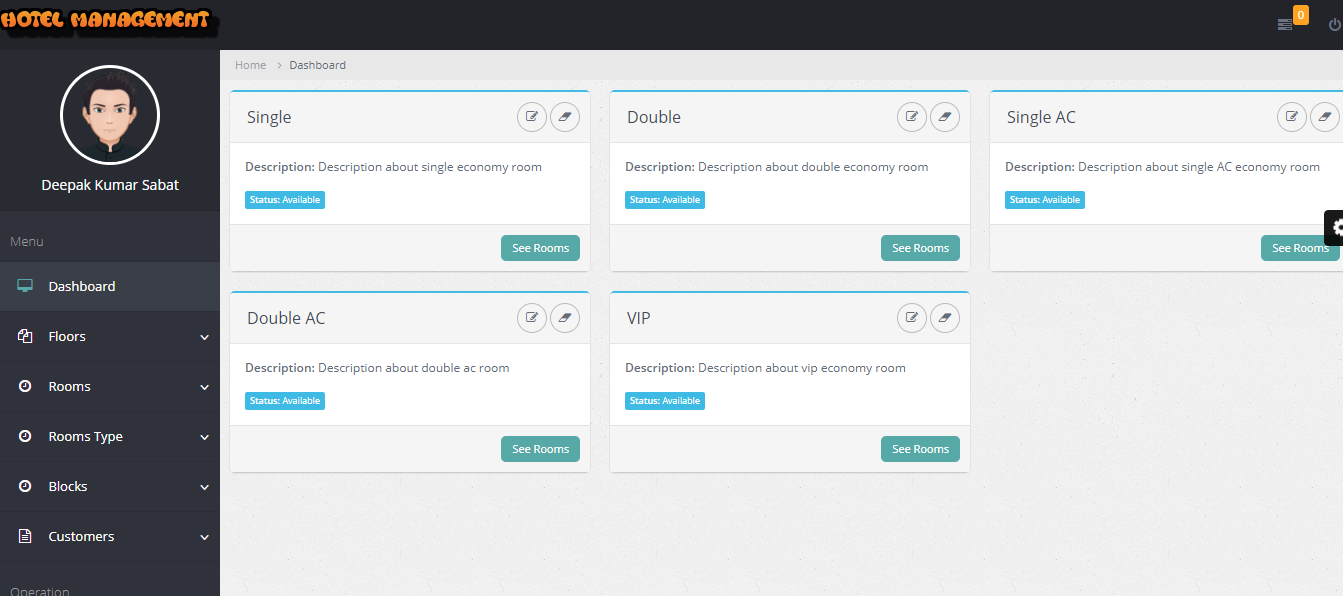 HOTEL MANAGEMENT
0
Deepak Kumar Sabat
Menu
Dashboard
Floors
Rooms
Rooms Type
Blocks
Customers
Operation
Home > Dashboard
Single
Description: Description about single economy room
Status: Available
See Rooms
Double
Description: Description about double economy room
Status: Available
See Rooms
Single AC
Description: Description about single AC economy room
Status: Available
See Rooms
Double AC
Description: Description about double ac room
Status: Available
See Rooms
VIP
Description: Description about vip economy room
Status: Available
See Rooms